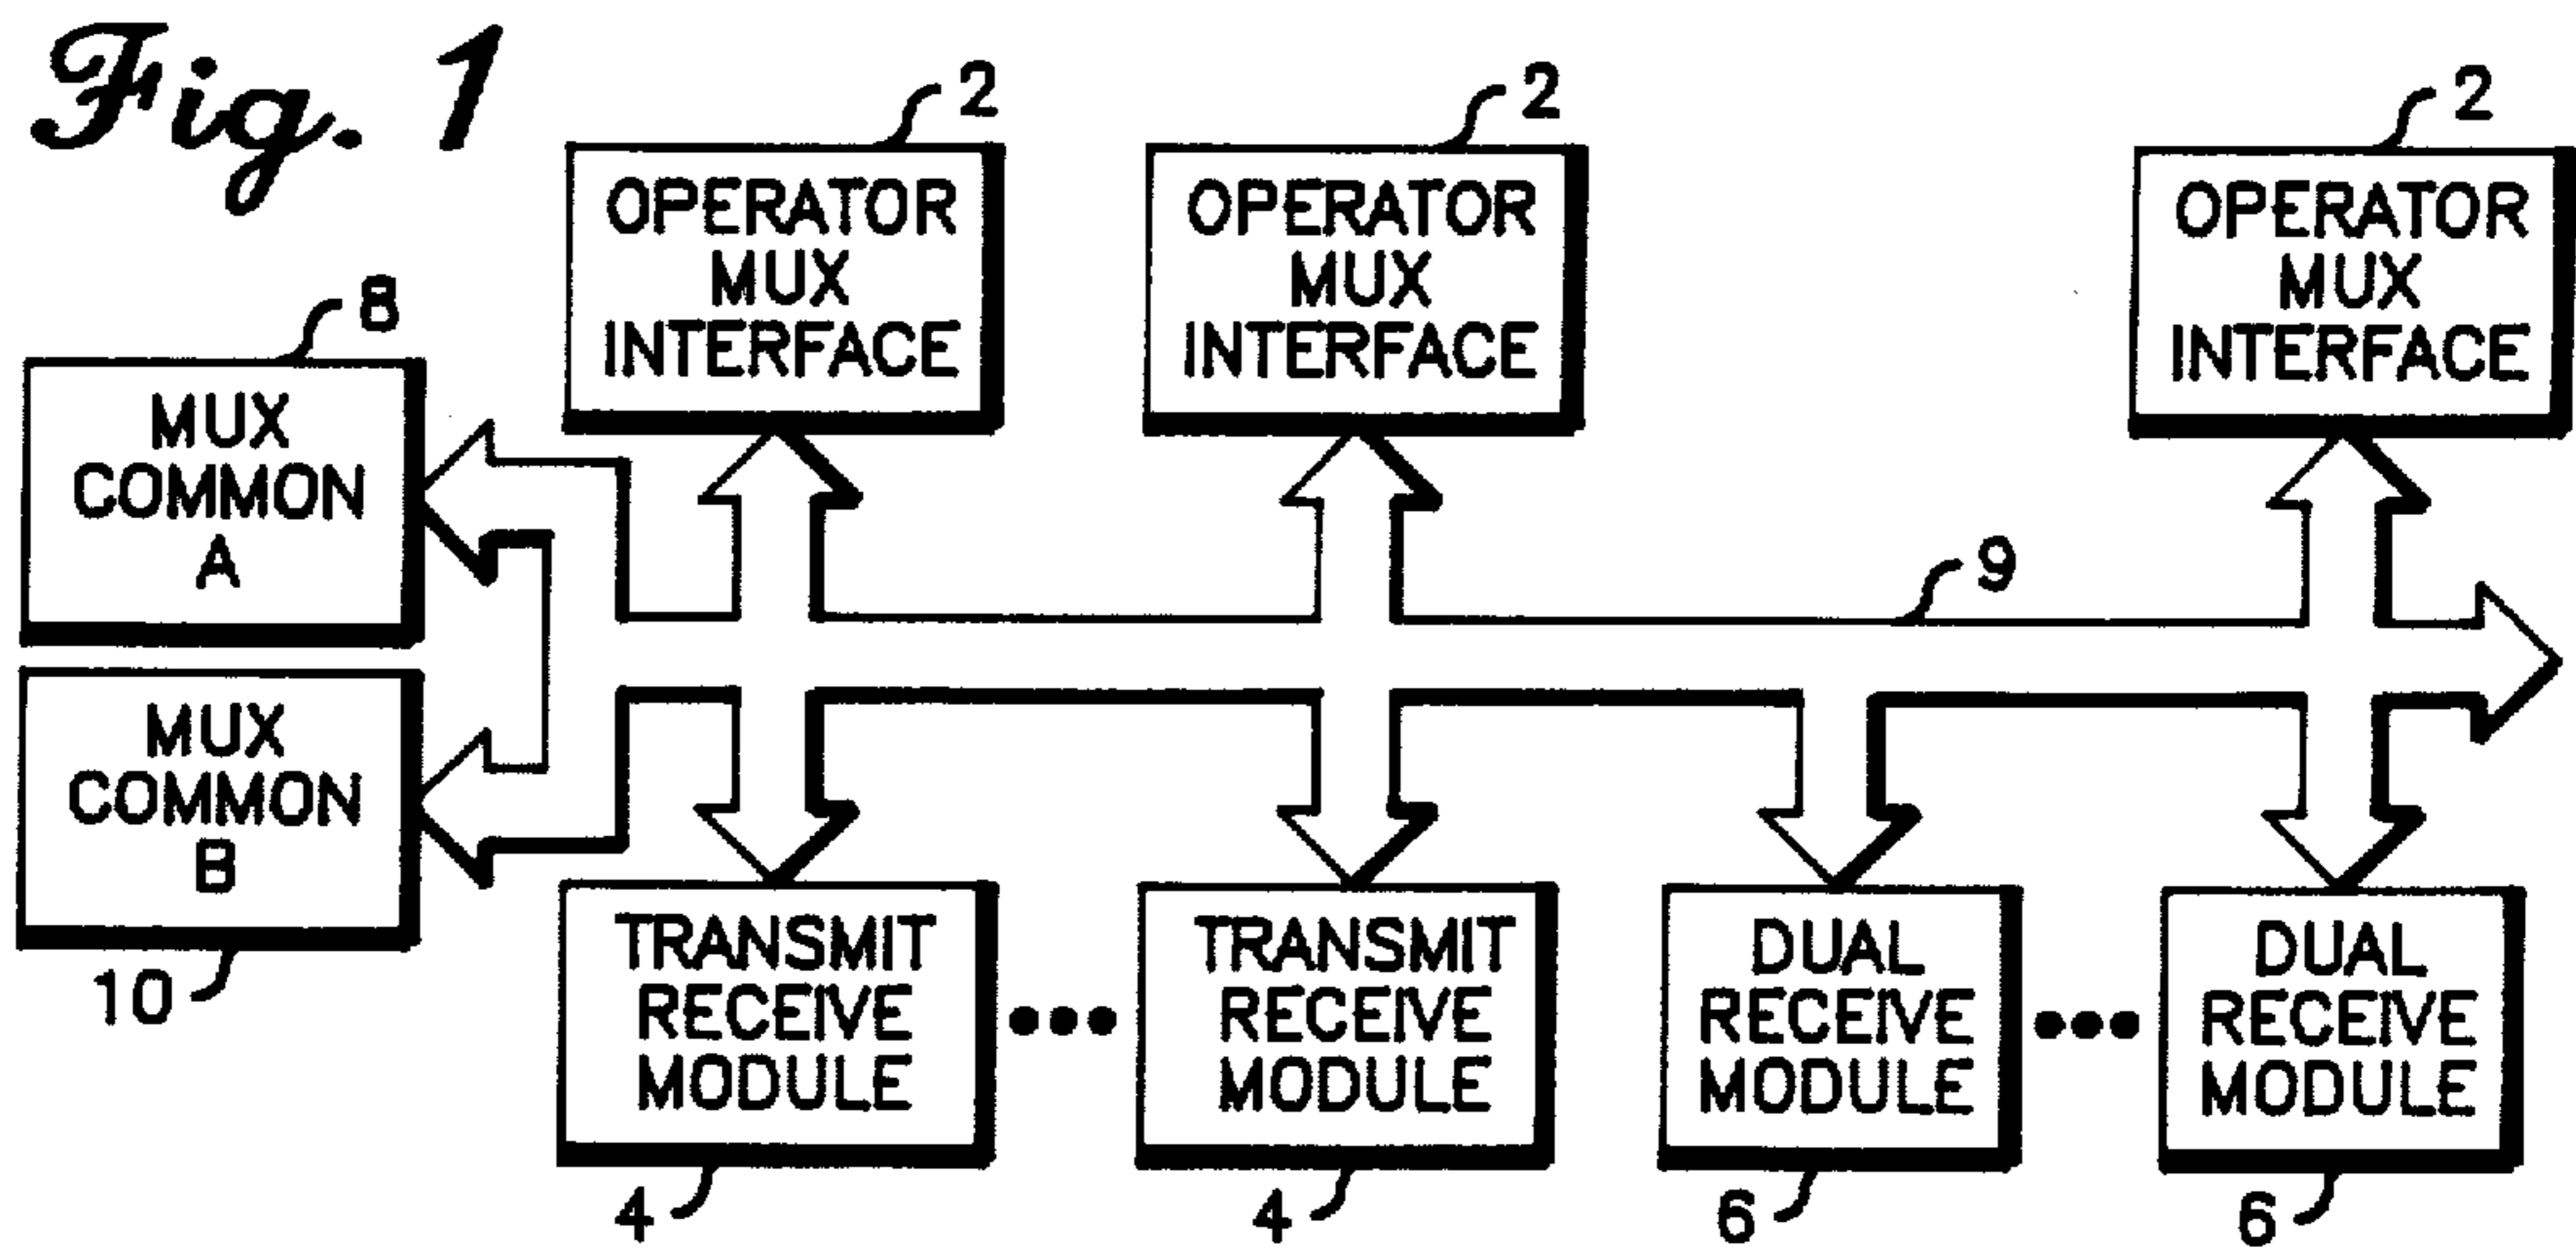 Fig. 1
2
2
2
OPERATOR
MUX
INTERFACE
OPERATOR
MUX
INTERFACE
OPERATOR
MUX
INTERFACE
8
MUX
COMMON
A
9
MUX
COMMON
B
10
TRANSMIT
RECEIVE
MODULE
TRANSMIT
RECEIVE
MODULE
DUAL
RECEIVE
MODULE
DUAL
RECEIVE
MODULE
4
4
6
6